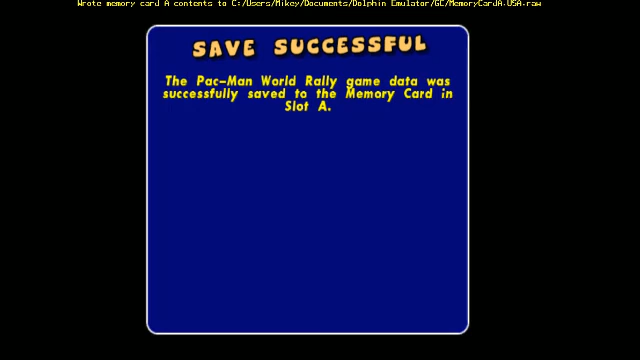 Wrote memory card A contents to C:/Users/Mikey/Documents/Dolphin Emulator/GC/MemoryCardA.USA.raw
SAVE SUCCESSFUL
The Pac-Man World Rally game data was
successfully saved to the Memory Card in
Slot A.